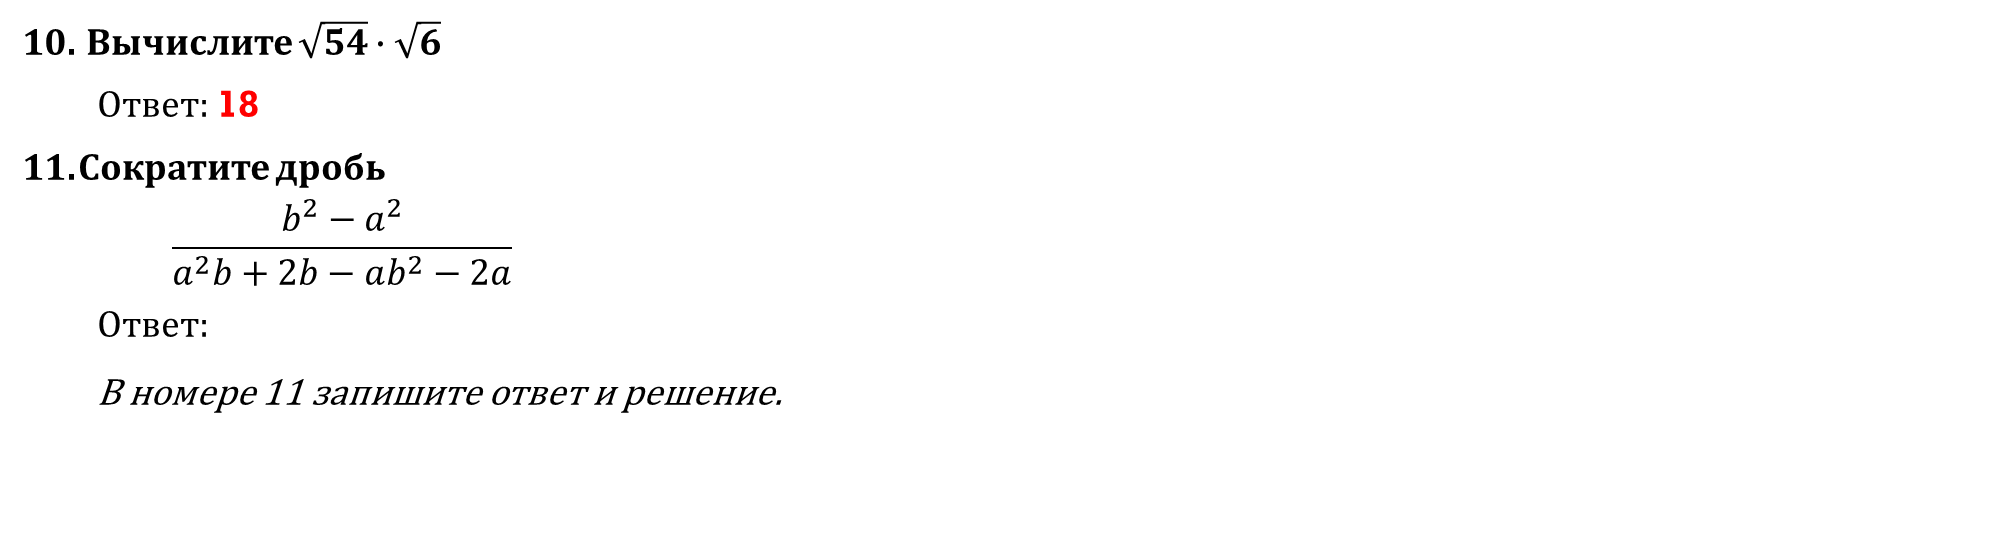 10. Вычислите √54 · √6
Ответ: 18
11.Сократите дробь
b² − a²
a²b + 2b − ab² − 2a
Ответ:
В номере 11 запишите ответ и решение.